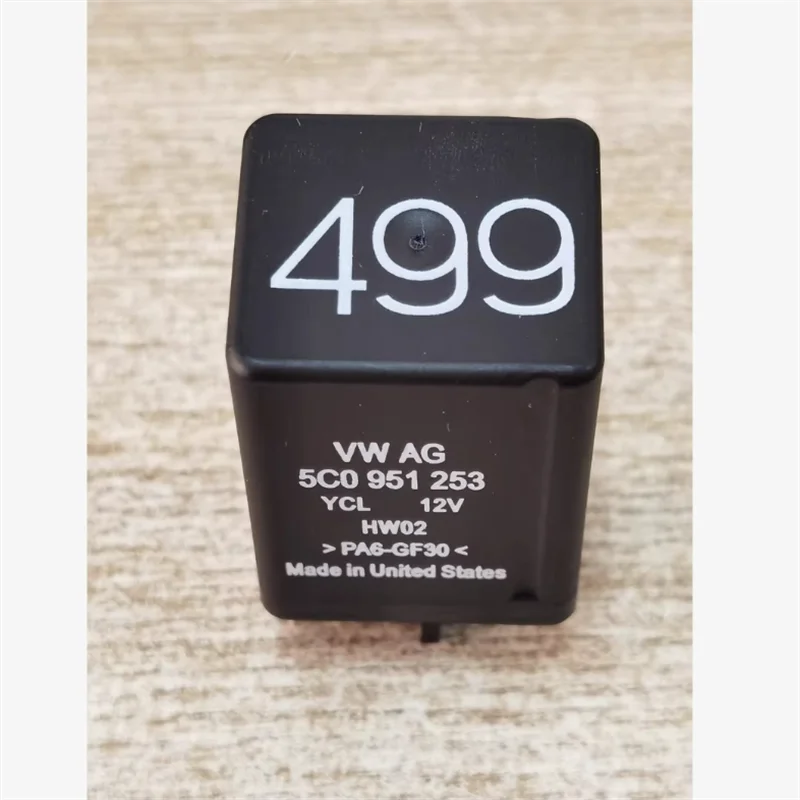 499
VW AG
5C0 951 253
YCL 12V
HW02
> PA6-GF30 <
Made in United States